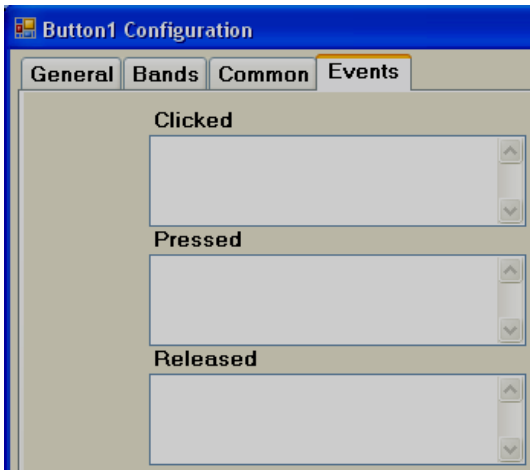 Button1 Configuration
General Bands Common Events
Clicked
Pressed
Released